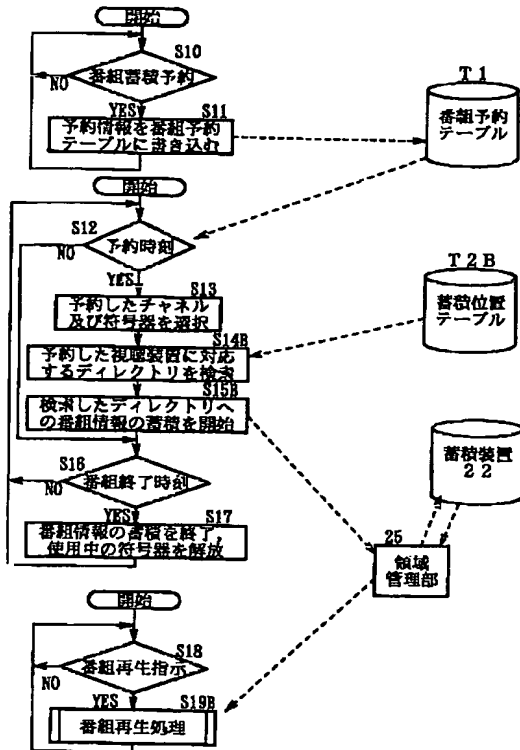 開始
S10
番組蓄積予約
NO
YES
S11
予約情報を番組予約
テーブルに書き込む
T1
番組予約
テーブル
開始
S12
予約時刻
NO
YES
S13
予約したチャネル
及び符号器を選択
S14B
予約した視聴装置に対応
するディレクトリを検索
S15B
検索したディレクトリへ
の番組情報の蓄積を開始
T2B
蓄積位置
テーブル
S16
番組終了時刻
NO
YES
S17
番組情報の蓄積を終了,
使用中の符号器を解放
蓄積装置
22
25
領域
管理部
開始
S18
番組再生指示
NO
YES
S19B
番組再生処理